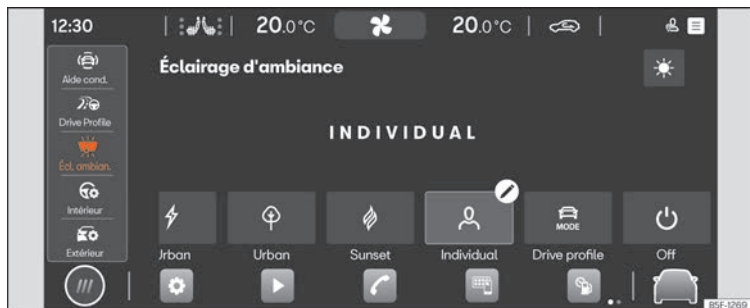 12:30
20.0°C
20.0°C
Aide cond.
Drive Profile
Écl. ambian.
Intérieur
Extérieur
Éclairage d'ambiance
INDIVIDUAL
Jrban
Urban
Sunset
Individual
MODE
Drive profile
Off
B5F-1269